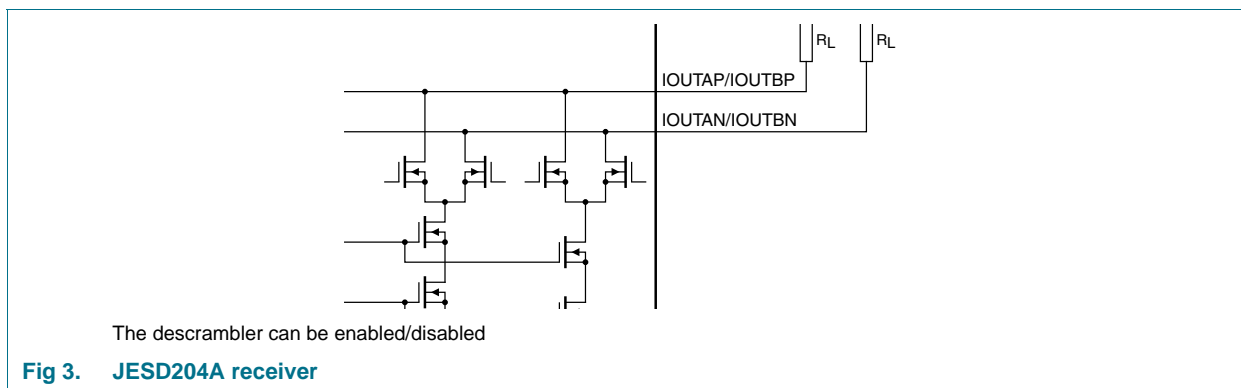 RL RL
IOUTAP/IOUTBP
IOUTAN/IOUTBN
The descrambler can be enabled/disabled
Fig 3. JESD204A receiver